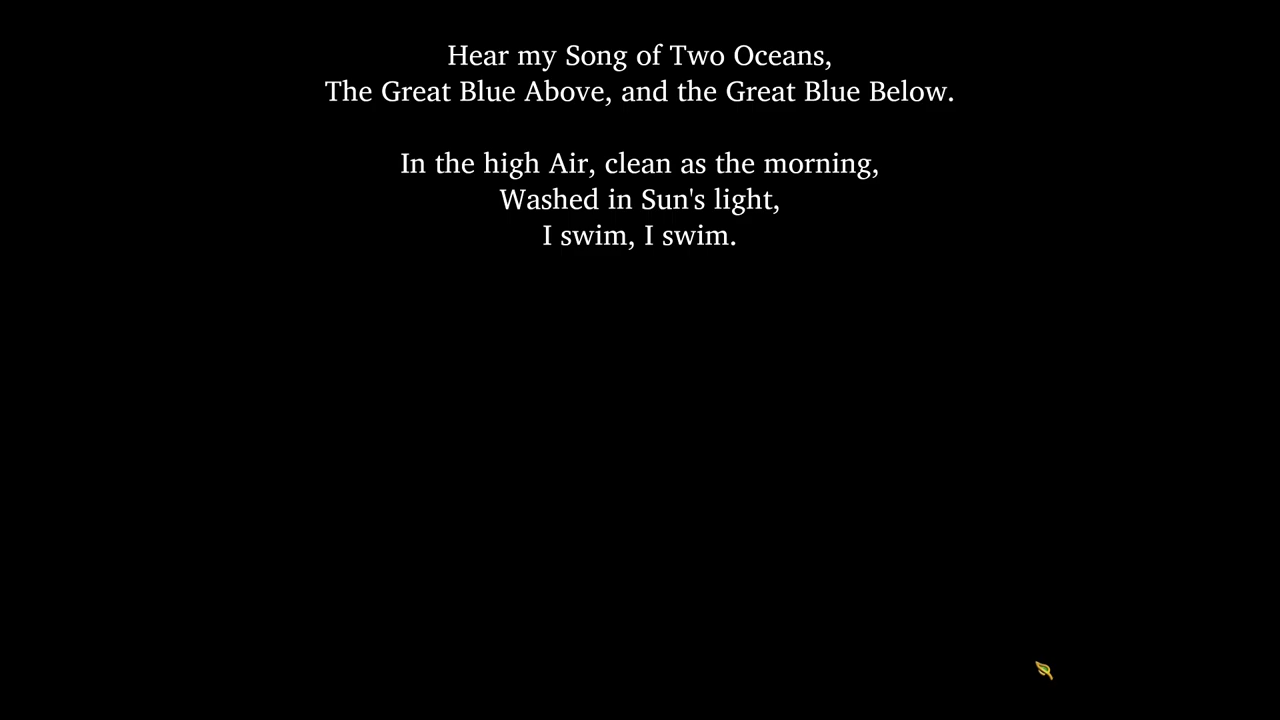 Hear my Song of Two Oceans,
The Great Blue Above, and the Great Blue Below.
In the high Air, clean as the morning,
Washed in Sun's light,
I swim, I swim.